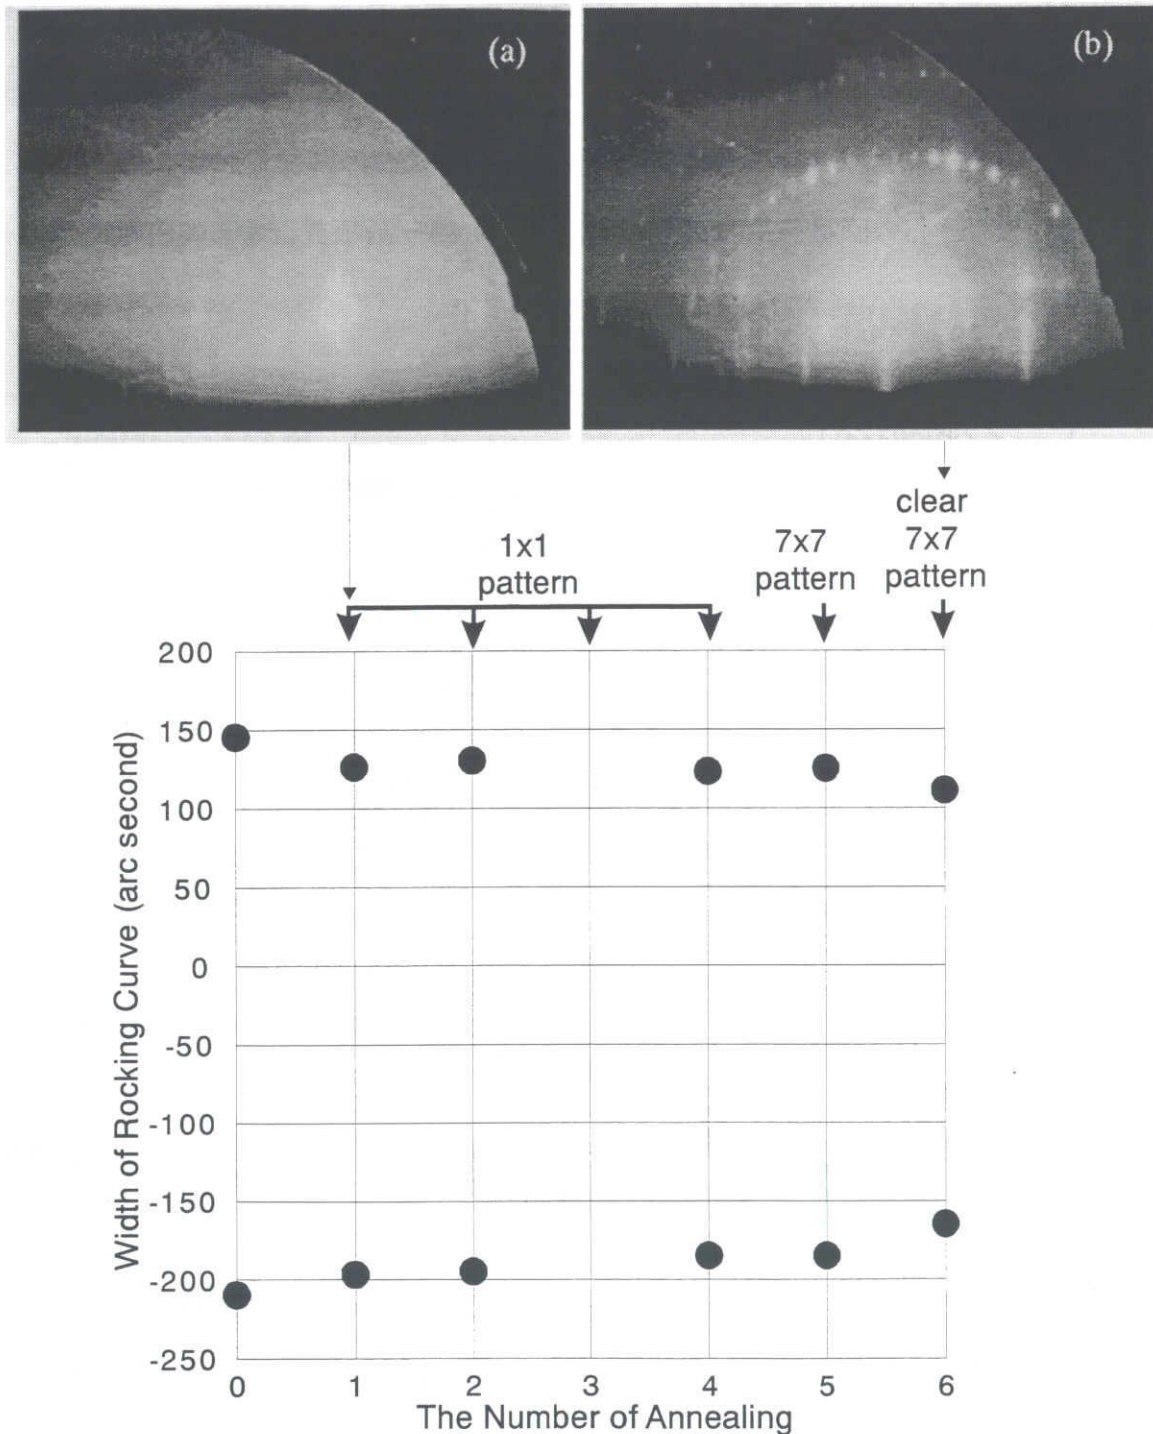 (a)
(b)
1x1
pattern
7x7
pattern
clear
7x7
pattern
200
150
100
50
0
-50
-100
-150
-200
-250
Width of Rocking Curve (arc second)
0 1 2 3 4 5 6
The Number of Annealing